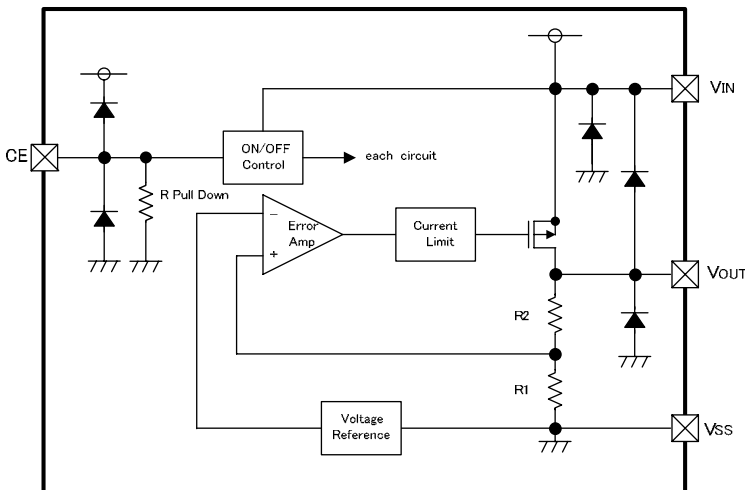 VIN
CE
ON/OFF
Control
each circuit
R Pull Down
−
Error
Amp
+
Current
Limit
VOUT
R2
R1
Voltage
Reference
VSS